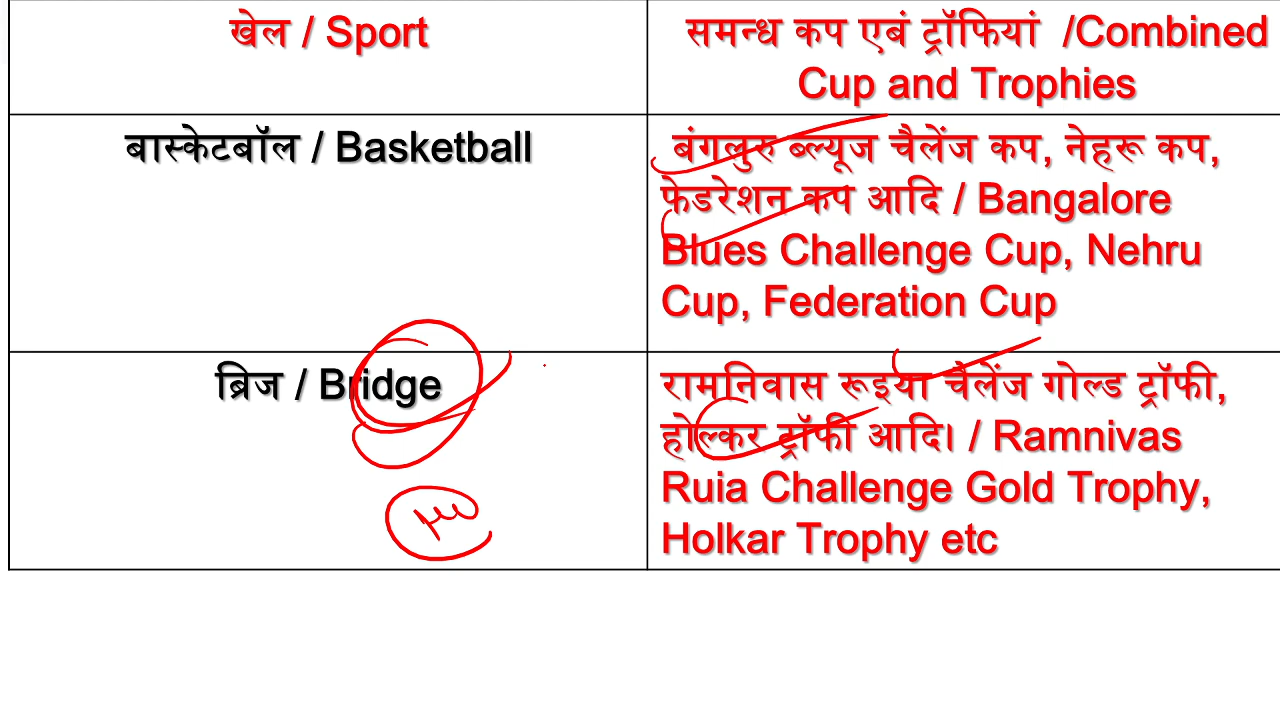 खेल / Sport
समन्ध कप एबं ट्रॉफियां /Combined
Cup and Trophies
बास्केटबॉल / Basketball
बंगलुरु ब्ल्यूज चैलेंज कप, नेहरू कप,
फेडरेशन कप आदि / Bangalore
Blues Challenge Cup, Nehru
Cup, Federation Cup
ब्रिज / Bridge
रामनिवास रूइया चैलेंज गोल्ड ट्रॉफी,
होल्कर ट्रॉफी आदि। / Ramnivas
Ruia Challenge Gold Trophy,
Holkar Trophy etc